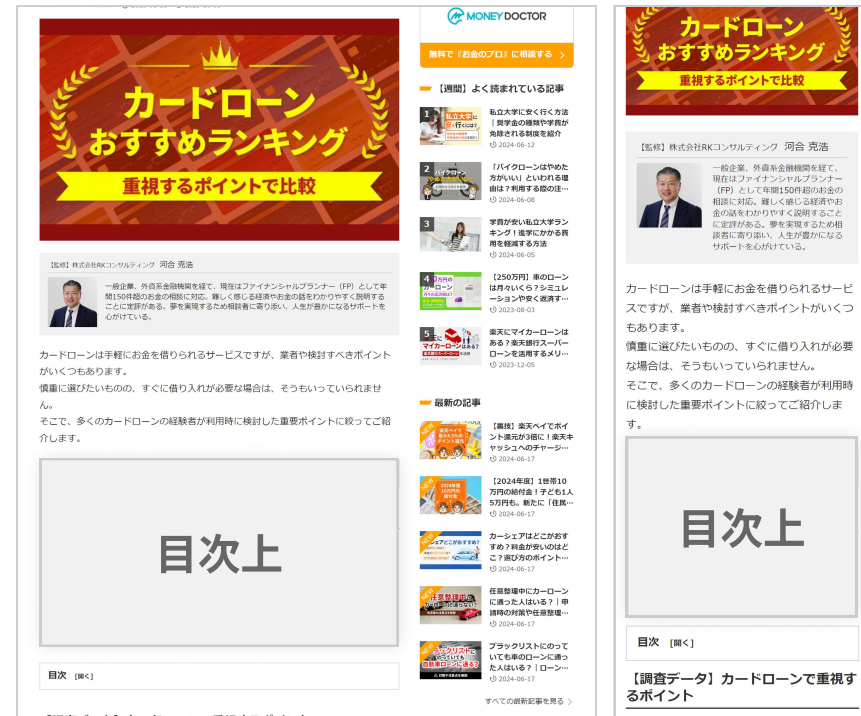 カードローン
おすすめランキング
重視するポイントで比較
【監修】株式会社RKコンサルティング 河合 克浩
一般企業、外資系金融機関を経て、現在はファイナンシャルプランナー（FP）として年
間150件超のお金の相談に対応。難しく感じる経済やお金の話をわかりやすく説明する
ことに定評がある。夢を実現するため相談者に寄り添い、人生が豊かになるサポートを
心がけている。
カードローンは手軽にお金を借りられるサービスですが、業者や検討すべきポイント
がいくつもあります。
慎重に選びたいものの、すぐに借り入れが必要な場合は、そうもいっていられませ
ん。
そこで、多くのカードローンの経験者が利用時に検討した重要ポイントに絞ってご紹
介します。
目次上
目次 [開く]
MONEY DOCTOR
無料で『お金のプロ』に相談する 〉
【週間】よく読まれている記事
1
私立大学に安く行く方法
｜奨学金の種類や学費が
免除される制度を紹介
2024-06-12
2
「バイクローンはやめた
方がいい」といわれる理
由は？利用する際の注…
2024-06-08
3
学費が安い私立大学ラン
キング！進学にかかる費
用を軽減する方法
2024-06-05
4
【250万円】車のローン
は月々いくら？シミュレ
ーションや安く返済す…
2023-08-03
5
楽天にマイカーローンは
ある？楽天銀行スーパー
ローンを活用するメリ…
2023-12-05
最新の記事
NEW
【裏技】楽天ペイでポイ
ント還元が3倍に！楽天キ
ャッシュへのチャージ…
2024-06-17
NEW
【2024年度】1世帯10
万円の給付金！子ども1人
5万円も。新たに「住民…
2024-06-17
NEW
カーシェアはどこがおす
すめ？料金が安いのはど
こ？選び方のポイント…
2024-06-17
NEW
任意整理中にカーローン
に通った人はいる？｜申
請時の対策や任意整理…
2024-06-17
NEW
ブラックリストにのって
いても車のローンに通っ
た人はいる？｜ローン…
2024-06-17
すべての最新記事を見る 〉
カードローン
おすすめランキング
重視するポイントで比較
【監修】株式会社RKコンサルティング 河合 克浩
一般企業、外資系金融機関を経て、
現在はファイナンシャルプランナー
（FP）として年間150件超のお金の
相談に対応。難しく感じる経済やお
金の話をわかりやすく説明すること
に定評がある。夢を実現するため相
談者に寄り添い、人生が豊かになる
サポートを心がけている。
カードローンは手軽にお金を借りられるサービ
スですが、業者や検討すべきポイントがいくつ
もあります。
慎重に選びたいものの、すぐに借り入れが必要
な場合は、そうもいっていられません。
そこで、多くのカードローンの経験者が利用時
に検討した重要ポイントに絞ってご紹介しま
す。
目次上
目次 [開く]
【調査データ】カードローンで重視す
るポイント